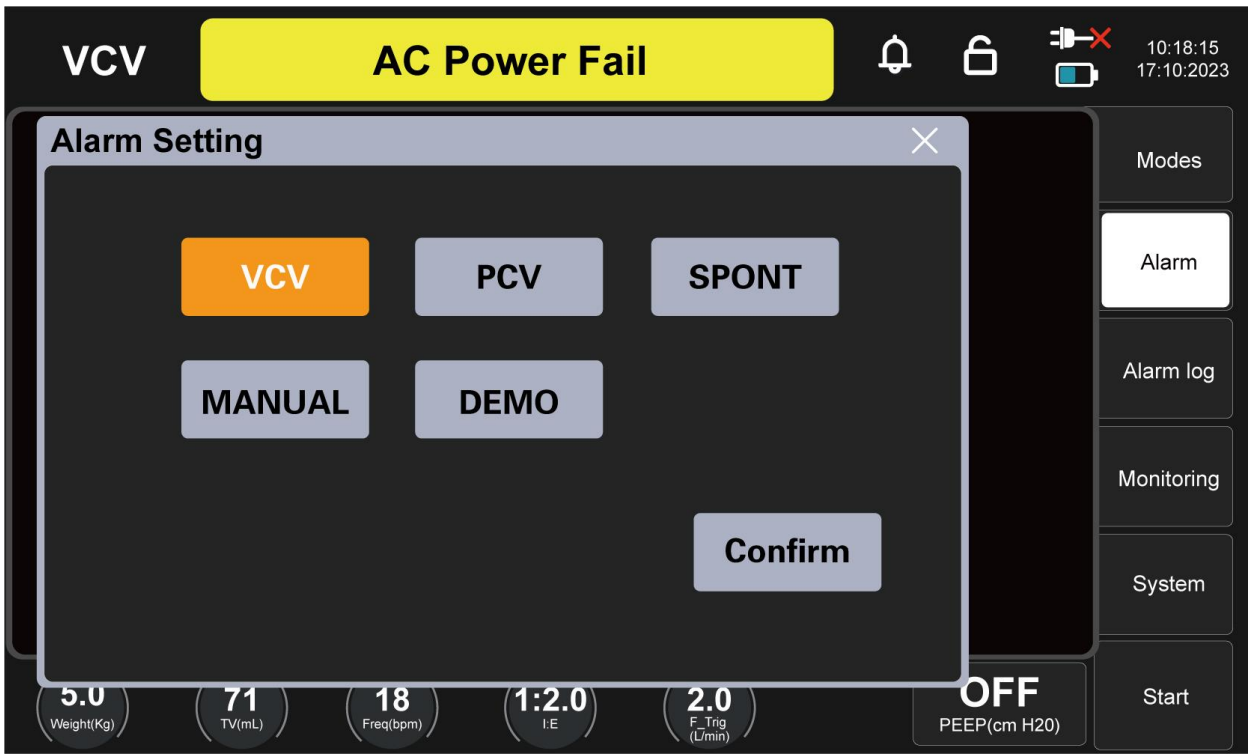 VCV
AC Power Fail
10:18:15
17:10:2023
Alarm Setting
Modes
VCV
PCV
SPONT
Alarm
MANUAL
DEMO
Alarm log
Monitoring
Confirm
System
5.0
Weight(Kg)
71
TV(mL)
18
Freq(bpm)
1:2.0
I:E
2.0
F_Trig
(L/min)
OFF
PEEP(cm H20)
Start